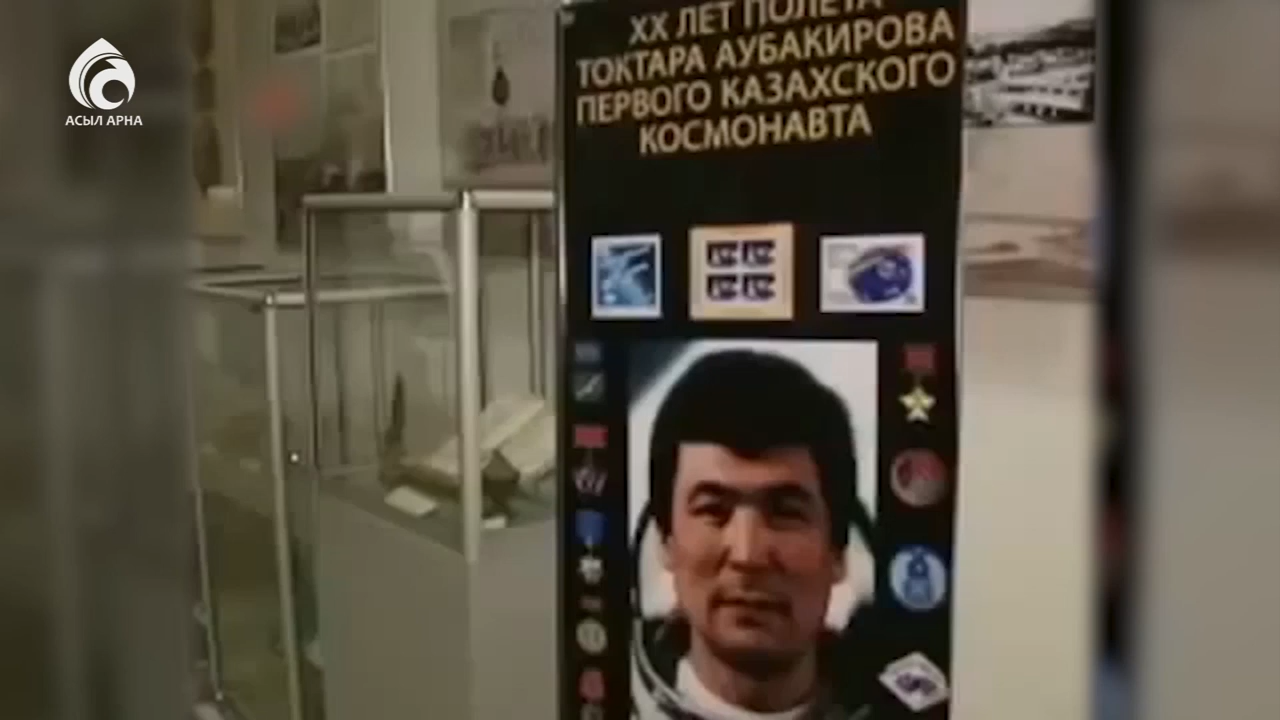 АСЫЛ АРНА
XX ЛЕТ ПОЛЕТА
ТОКТАРА АУБАКИРОВА
ПЕРВОГО КАЗАХСКОГО
КОСМОНАВТА